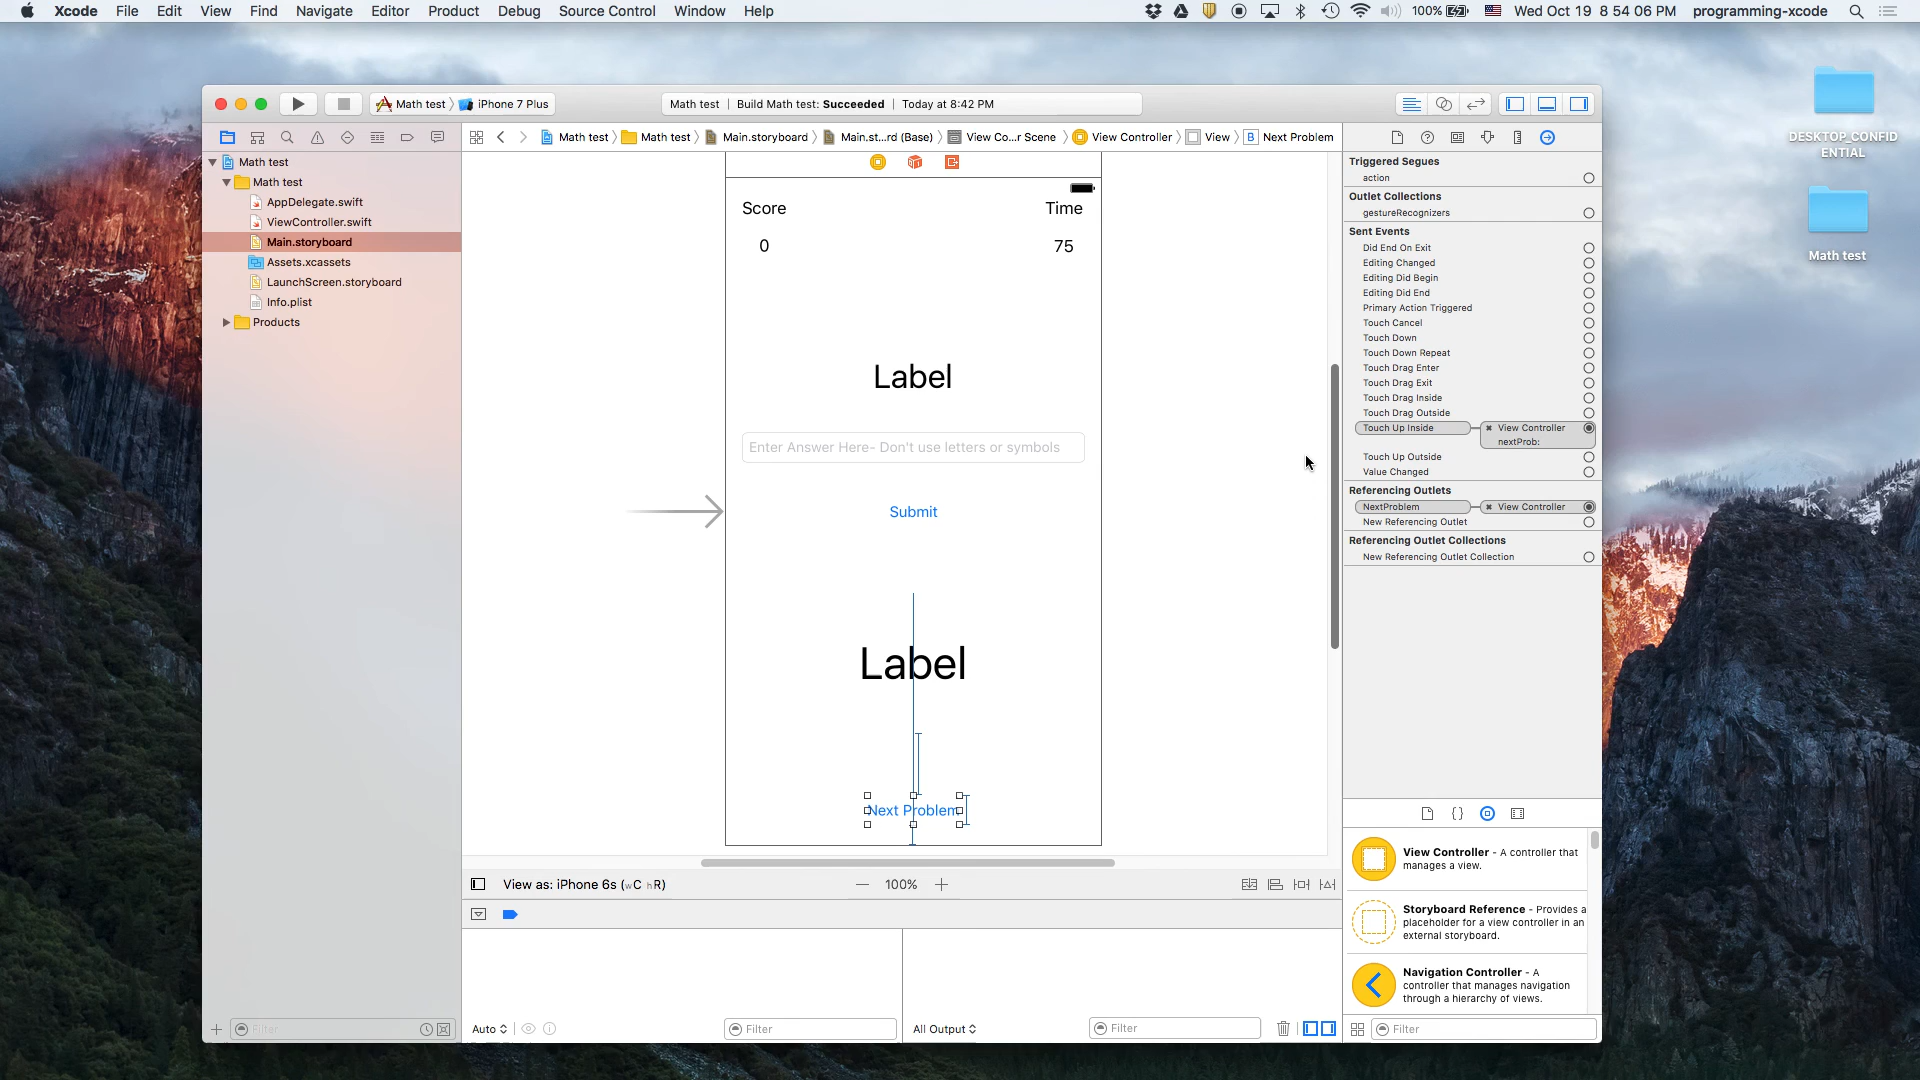 Xcode File Edit View Find Navigate Editor Product Debug Source Control Window Help 100% Wed Oct 19 8 54 06 PM programming-xcode
Math test iPhone 7 Plus Math test | Build Math test: Succeeded | Today at 8:42 PM
Math test Math test Main.storyboard Main.st...rd (Base) View Co...r Scene View Controller View B Next Problem
Math test
Math test
AppDelegate.swift
ViewController.swift
Main.storyboard
Assets.xcassets
LaunchScreen.storyboard
Info.plist
Products
Filter
Score Time
0 75
Label
Enter Answer Here- Don't use letters or symbols
Submit
Label
Next Problem
View as: iPhone 6s (wC hR) 100%
Auto Filter All Output Filter
Triggered Segues
action
Outlet Collections
gestureRecognizers
Sent Events
Did End On Exit
Editing Changed
Editing Did Begin
Editing Did End
Primary Action Triggered
Touch Cancel
Touch Down
Touch Down Repeat
Touch Drag Enter
Touch Drag Exit
Touch Drag Inside
Touch Drag Outside
Touch Up Inside View Controller
nextProb:
Touch Up Outside
Value Changed
Referencing Outlets
NextProblem View Controller
New Referencing Outlet
Referencing Outlet Collections
New Referencing Outlet Collection
{}
View Controller - A controller that
manages a view.
Storyboard Reference - Provides a
placeholder for a view controller in an
external storyboard.
Navigation Controller - A
controller that manages navigation
through a hierarchy of views.
Filter
DESKTOP_CONFID
ENTIAL
Math test